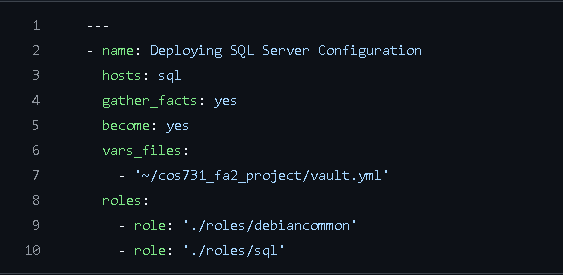 1 ---
2 - name: Deploying SQL Server Configuration
3   hosts: sql
4   gather_facts: yes
5   become: yes
6   vars_files:
7     - '~/cos731_fa2_project/vault.yml'
8   roles:
9     - role: './roles/debiancommon'
10     - role: './roles/sql'